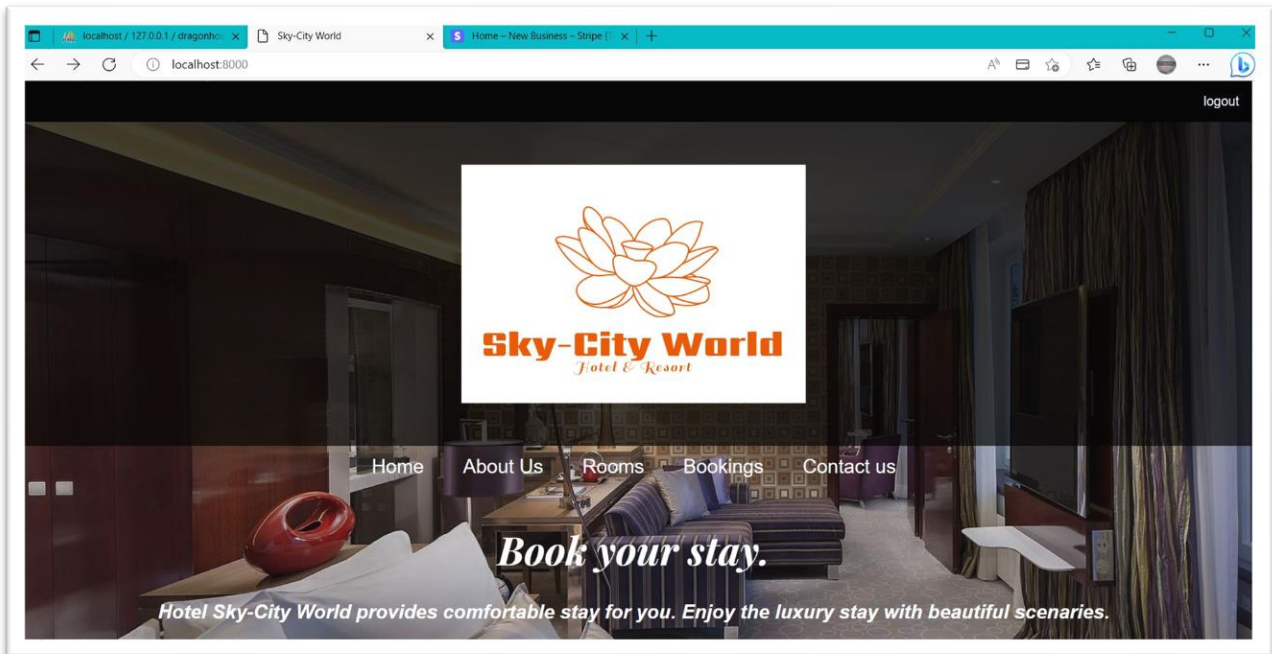 localhost / 127.0.0.1 / dragonho
Sky-City World
Home – New Business – Stripe [
localhost:8000
logout
Sky-City World
Hotel & Resort
Home About Us Rooms Bookings Contact us
Book your stay.
Hotel Sky-City World provides comfortable stay for you. Enjoy the luxury stay with beautiful scenaries.